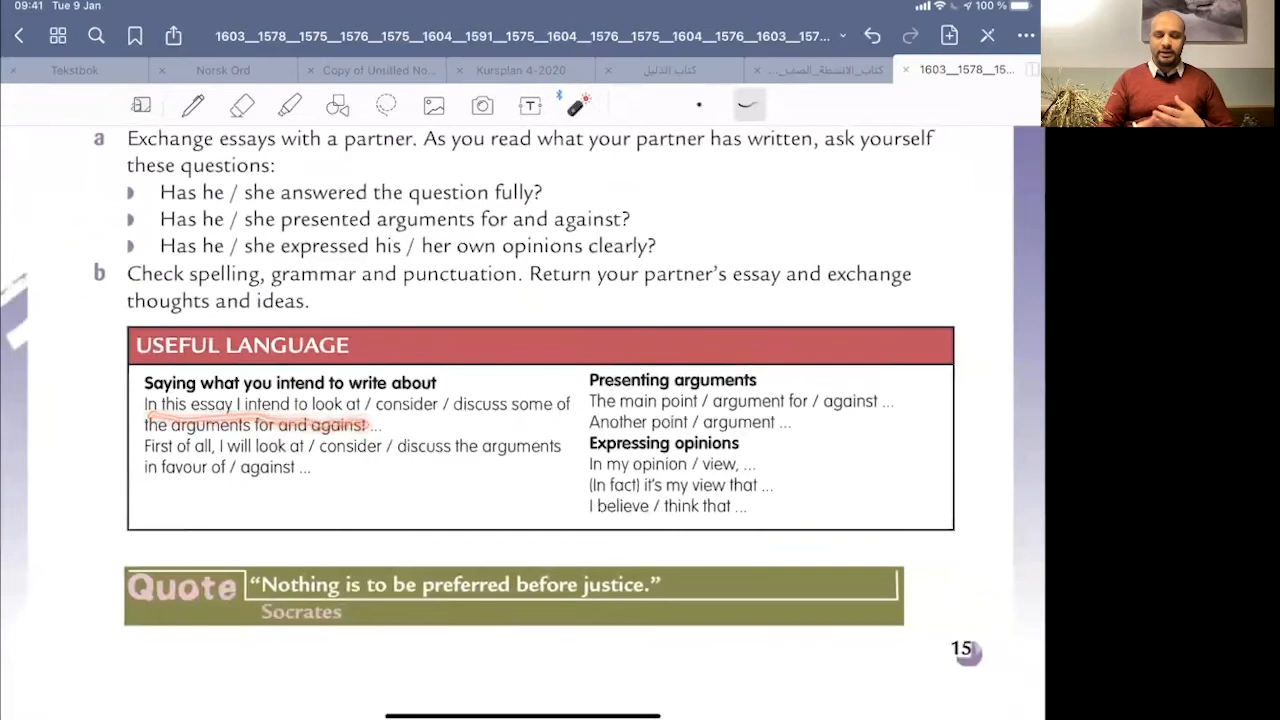 09:41 Tue 9 Jan
100 %
1603__1578__1575__1576__1575__1604__1591__1575__1604__1576__1575__1604__1576__1603__157...
Tekstbok
Norsk Ord
Copy of Unsilled No...
Kursplan 4-2020
كتاب الدليل
كتاب_الانشطة_الصف_...
1603__1578__15...
a Exchange essays with a partner. As you read what your partner has written, ask yourself
these questions:
Has he / she answered the question fully?
Has he / she presented arguments for and against?
Has he / she expressed his / her own opinions clearly?
b Check spelling, grammar and punctuation. Return your partner's essay and exchange
thoughts and ideas.
USEFUL LANGUAGE
Saying what you intend to write about
In this essay I intend to look at / consider / discuss some of
the arguments for and against ...
First of all, I will look at / consider / discuss the arguments
in favour of / against ...
Presenting arguments
The main point / argument for / against ...
Another point / argument ...
Expressing opinions
In my opinion / view, ...
(In fact) it's my view that ...
I believe / think that ...
Quote "Nothing is to be preferred before justice."
Socrates
15